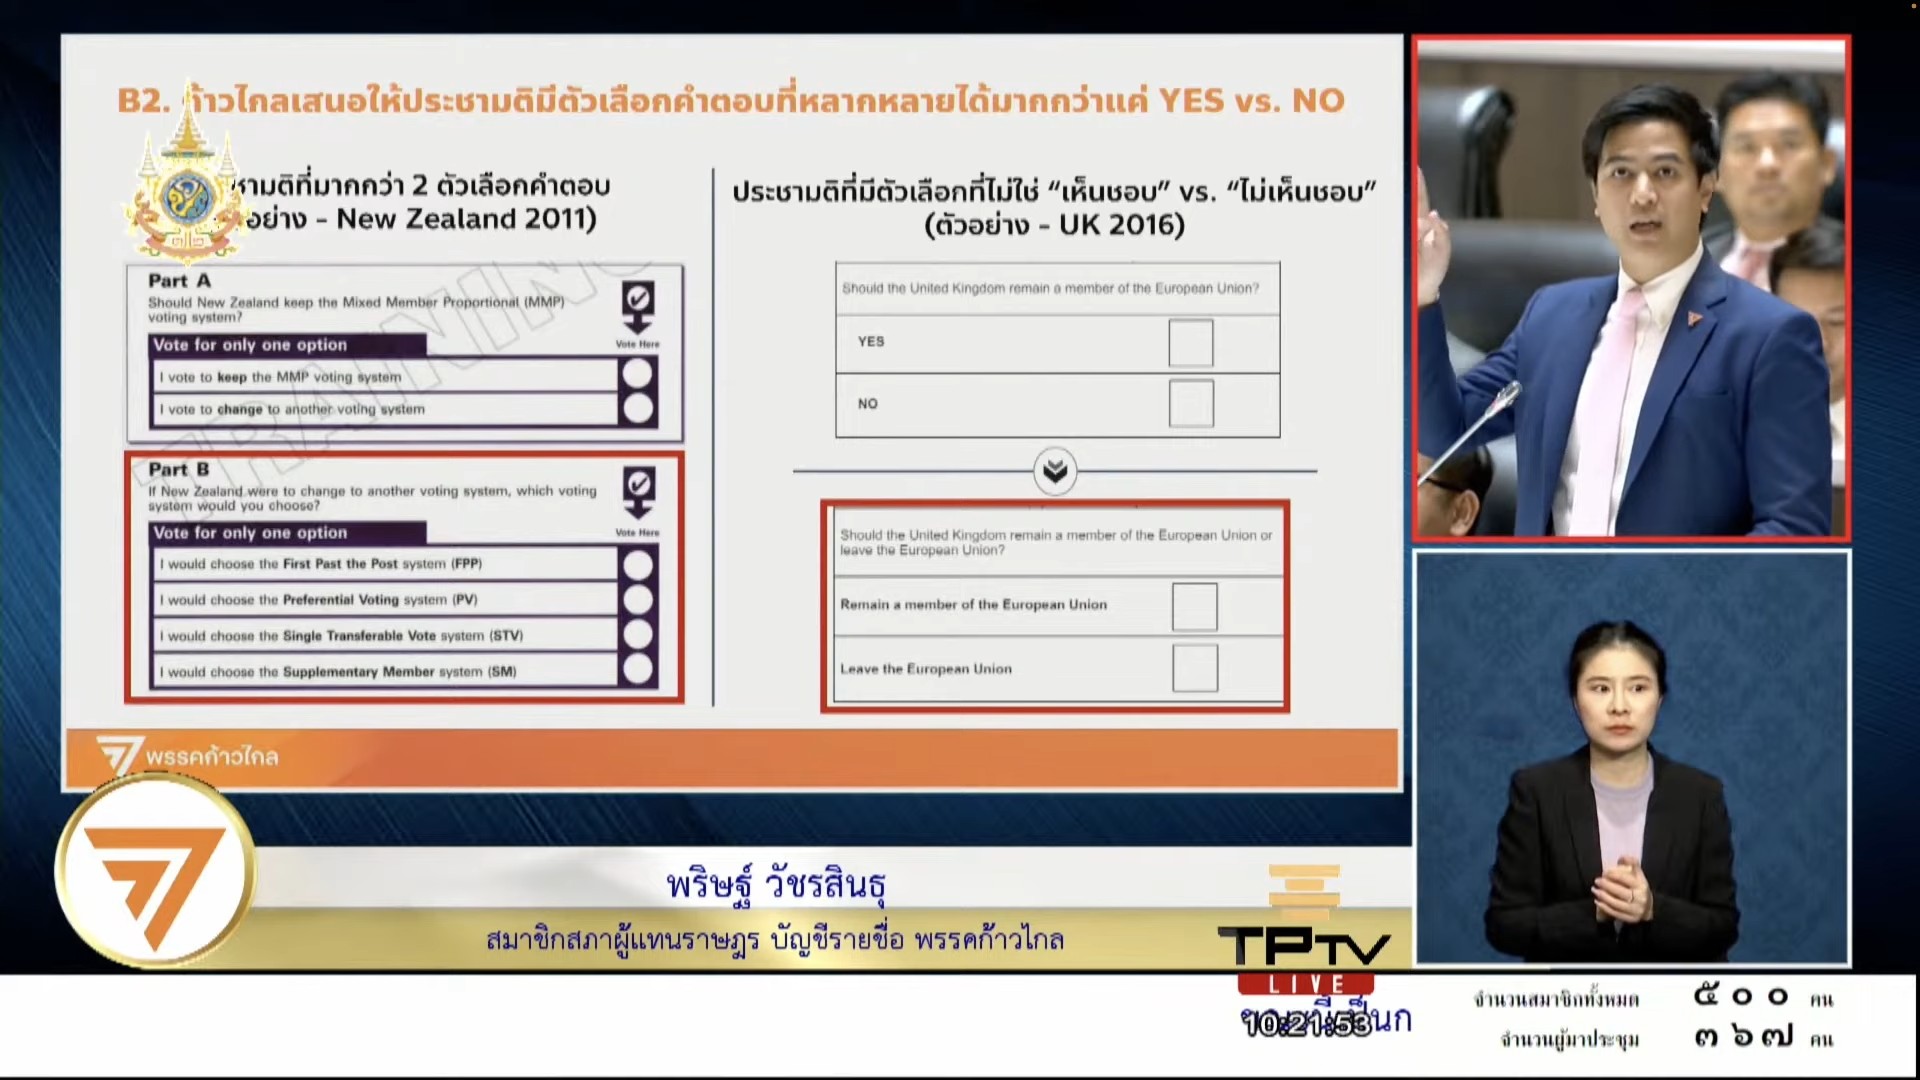 B2. ก้าวไกลเสนอให้ประชามติมีตัวเลือกคำตอบที่หลากหลายได้มากกว่าแค่ YES vs. NO
ที่มากกว่า 2 ตัวเลือกคำตอบ
– New Zealand 2011)
Part A
Should New Zealand keep the Mixed Member Proportional (MMP)
voting system?
Vote for only one option
Vote Here
I vote to keep the MMP voting system
I vote to change to another voting system
TRAINING
Part B
If New Zealand were to change to another voting system, which voting
system would you choose?
Vote for only one option
Vote Here
I would choose the First Past the Post system (FPP)
I would choose the Preferential Voting system (PV)
I would choose the Single Transferable Vote system (STV)
I would choose the Supplementary Member system (SM)
ประชามติที่มีตัวเลือกที่ไม่ใช่ “เห็นชอบ” vs. “ไม่เห็นชอบ”
(ตัวอย่าง – UK 2016)
Should the United Kingdom remain a member of the European Union?
YES
NO
Should the United Kingdom remain a member of the European Union or
leave the European Union?
Remain a member of the European Union
Leave the European Union
พรรคก้าวไกล
พริษฐ์ วัชรสินธุ
สมาชิกสภาผู้แทนราษฎร บัญชีรายชื่อ พรรคก้าวไกล
TPTV
LIVE
10:21:53
จำนวนสมาชิกทั้งหมด ๕๐๐ คน
จำนวนผู้มาประชุม ๓๖๗ คน